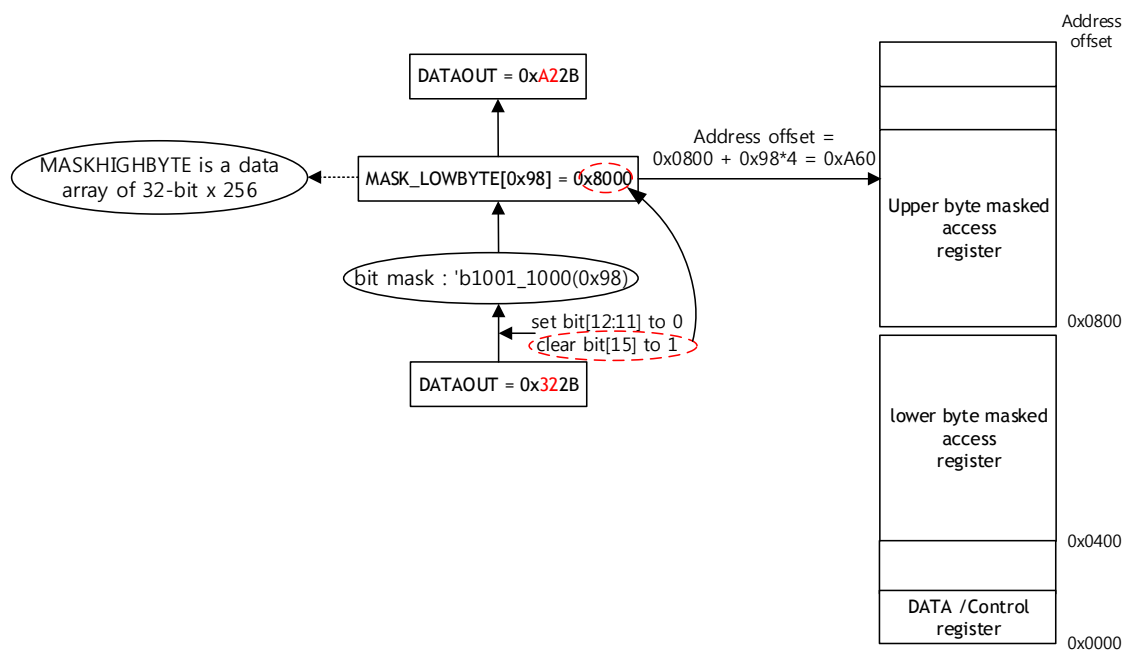 Address
offset
DATAOUT = 0xA22B
Address offset =
0x0800 + 0x98*4 = 0xA60
MASKHIGHBYTE is a data
array of 32-bit x 256
MASK_LOWBYTE[0x98] = 0x8000
Upper byte masked
access
register
bit mask : 'b1001_1000(0x98)
set bit[12:11] to 0
0x0800
clear bit[15] to 1
DATAOUT = 0x322B
lower byte masked
access
register
0x0400
DATA /Control
register
0x0000